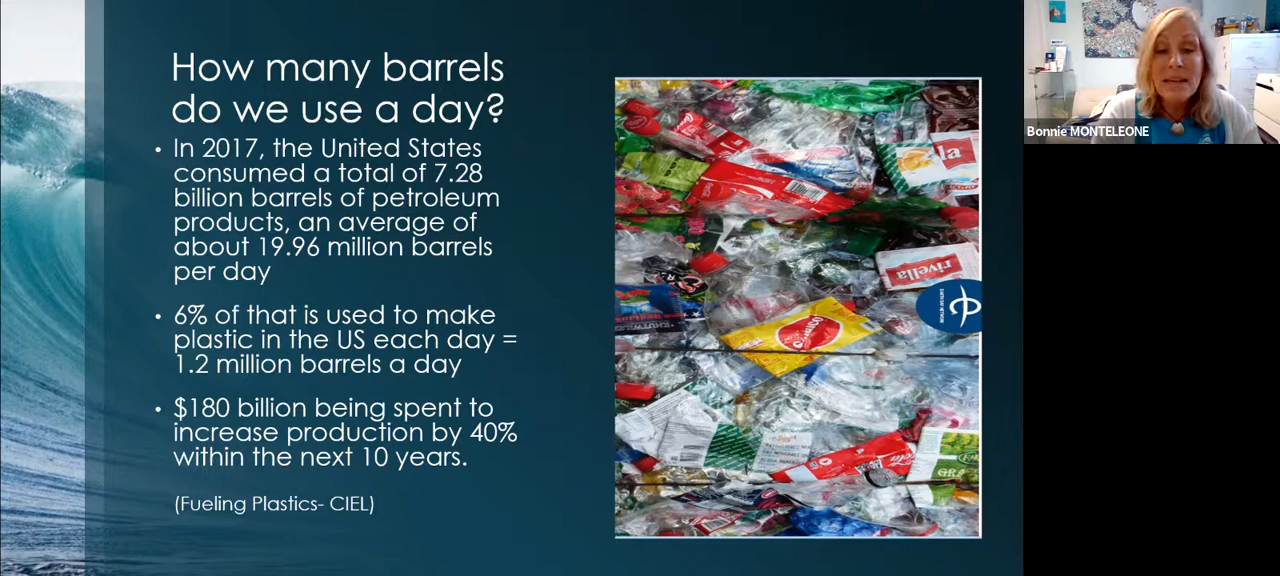 How many barrels
do we use a day?
• In 2017, the United States
consumed a total of 7.28
billion barrels of petroleum
products, an average of
about 19.96 million barrels
per day
• 6% of that is used to make
plastic in the US each day =
1.2 million barrels a day
• $180 billion being spent to
increase production by 40%
within the next 10 years.
(Fueling Plastics- CIEL)
la
rivella
Bonnie MONTELEONE